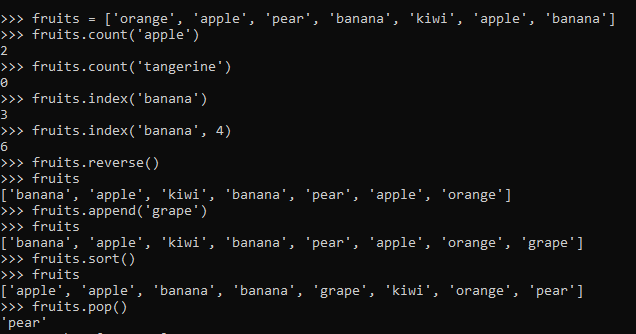 >>> fruits = ['orange', 'apple', 'pear', 'banana', 'kiwi', 'apple', 'banana']
>>> fruits.count('apple')
2
>>> fruits.count('tangerine')
0
>>> fruits.index('banana')
3
>>> fruits.index('banana', 4)
6
>>> fruits.reverse()
>>> fruits
['banana', 'apple', 'kiwi', 'banana', 'pear', 'apple', 'orange']
>>> fruits.append('grape')
>>> fruits
['banana', 'apple', 'kiwi', 'banana', 'pear', 'apple', 'orange', 'grape']
>>> fruits.sort()
>>> fruits
['apple', 'apple', 'banana', 'banana', 'grape', 'kiwi', 'orange', 'pear']
>>> fruits.pop()
'pear'